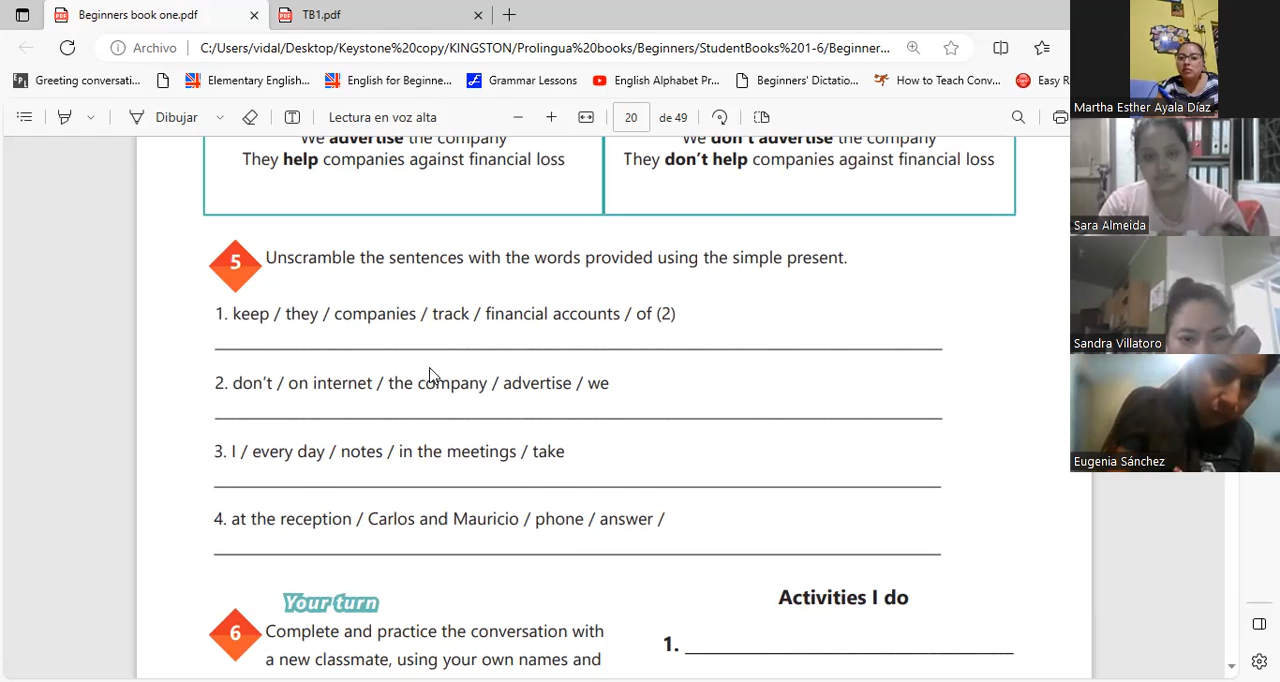 Beginners book one.pdf
TB1.pdf
Archivo
C:/Users/vidal/Desktop/Keystone%20copy/KINGSTON/Prolingua%20books/Beginners/StudentBooks%201-6/Beginner...
Greeting conversati...
Elementary English...
English for Beginne...
Grammar Lessons
English Alphabet Pr...
Beginners' Dictatio...
How to Teach Conv...
Easy R
Dibujar
Lectura en voz alta
20
de 49
We advertise the company
They help companies against financial loss
We don't advertise the company
They don't help companies against financial loss
5
Unscramble the sentences with the words provided using the simple present.
1. keep / they / companies / track / financial accounts / of (2)
2. don't / on internet / the company / advertise / we
3. I / every day / notes / in the meetings / take
4. at the reception / Carlos and Mauricio / phone / answer /
Your turn
6
Complete and practice the conversation with
a new classmate, using your own names and
Activities I do
1.
Martha Esther Ayala Díaz
Sara Almeida
Sandra Villatoro
Eugenia Sánchez